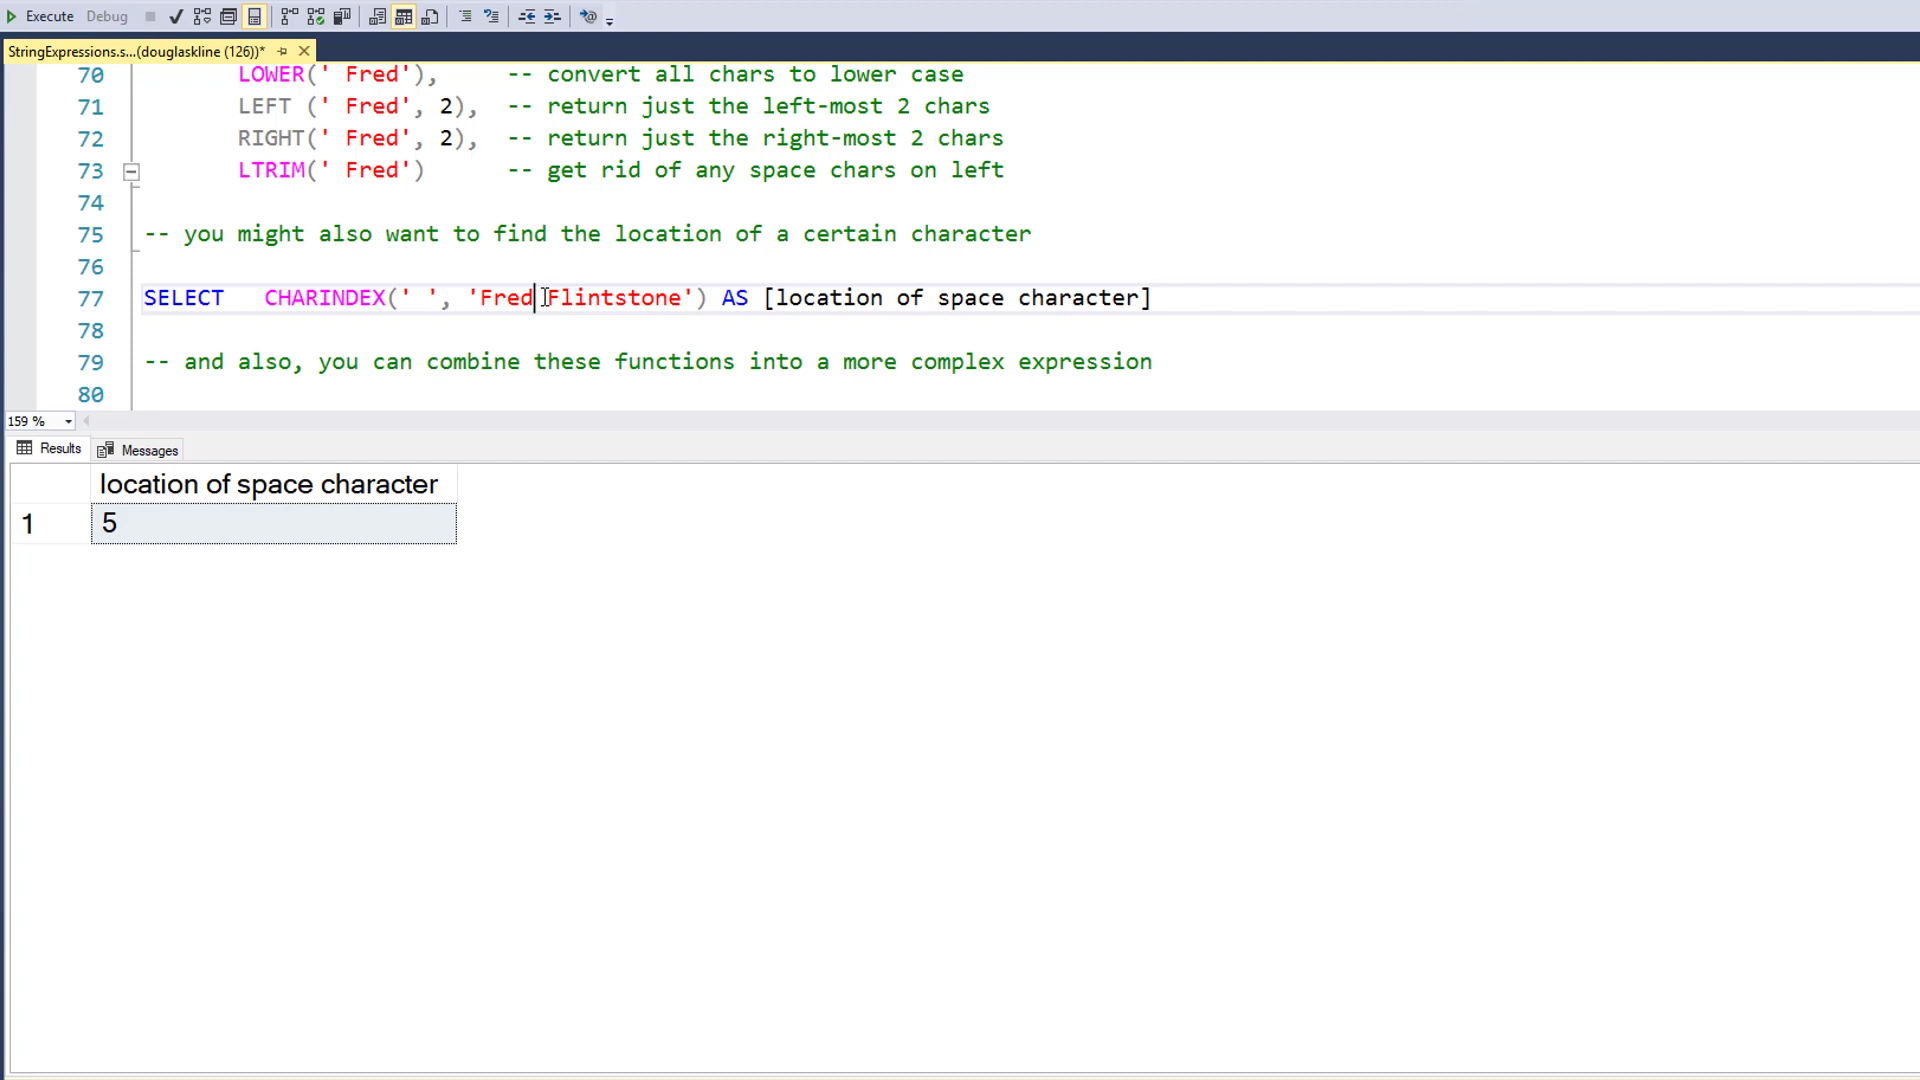 Execute Debug
StringExpressions.s...(douglaskline (126))*
70 LOWER(' Fred'), -- convert all chars to lower case
71 LEFT (' Fred', 2), -- return just the left-most 2 chars
72 RIGHT(' Fred', 2), -- return just the right-most 2 chars
73 LTRIM(' Fred') -- get rid of any space chars on left
74
75 -- you might also want to find the location of a certain character
76
77 SELECT CHARINDEX(' ', 'Fred Flintstone') AS [location of space character]
78
79 -- and also, you can combine these functions into a more complex expression
80
159 %
Results Messages
location of space character
1 5